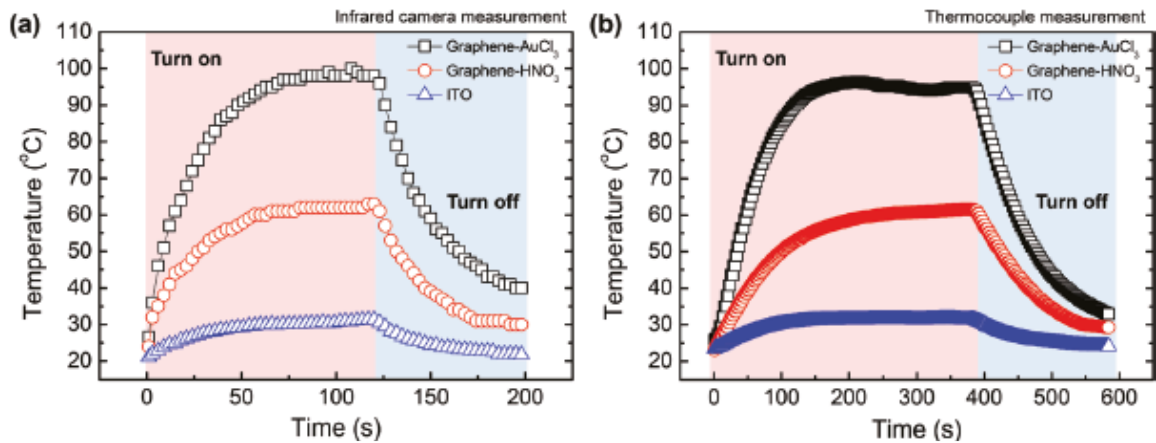 (a)
Infrared camera measurement
Turn on
Graphene-AuCl₃
Graphene-HNO₃
ITO
Turn off
Temperature (°C)
110
100
90
80
70
60
50
40
30
20
0 50 100 150 200
Time (s)
(b)
Thermocouple measurement
Turn on
Graphene-AuCl₃
Graphene-HNO₃
ITO
Turn off
Temperature (°C)
110
100
90
80
70
60
50
40
30
20
0 100 200 300 400 500 600
Time (s)